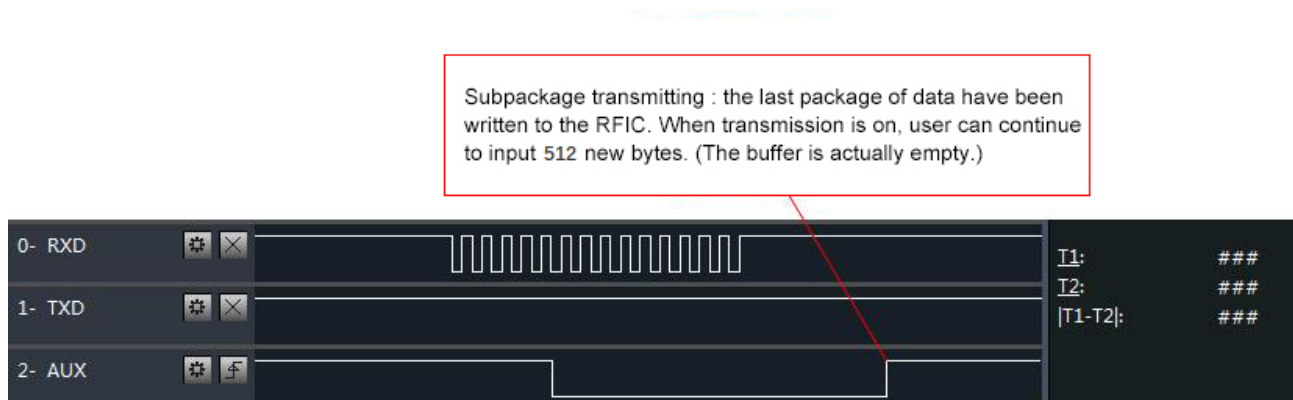 Subpackage transmitting : the last package of data have been
written to the RFIC. When transmission is on, user can continue
to input 512 new bytes. (The buffer is actually empty.)
0- RXD
T1: ###
T2: ###
1- TXD
|T1-T2|: ###
2- AUX